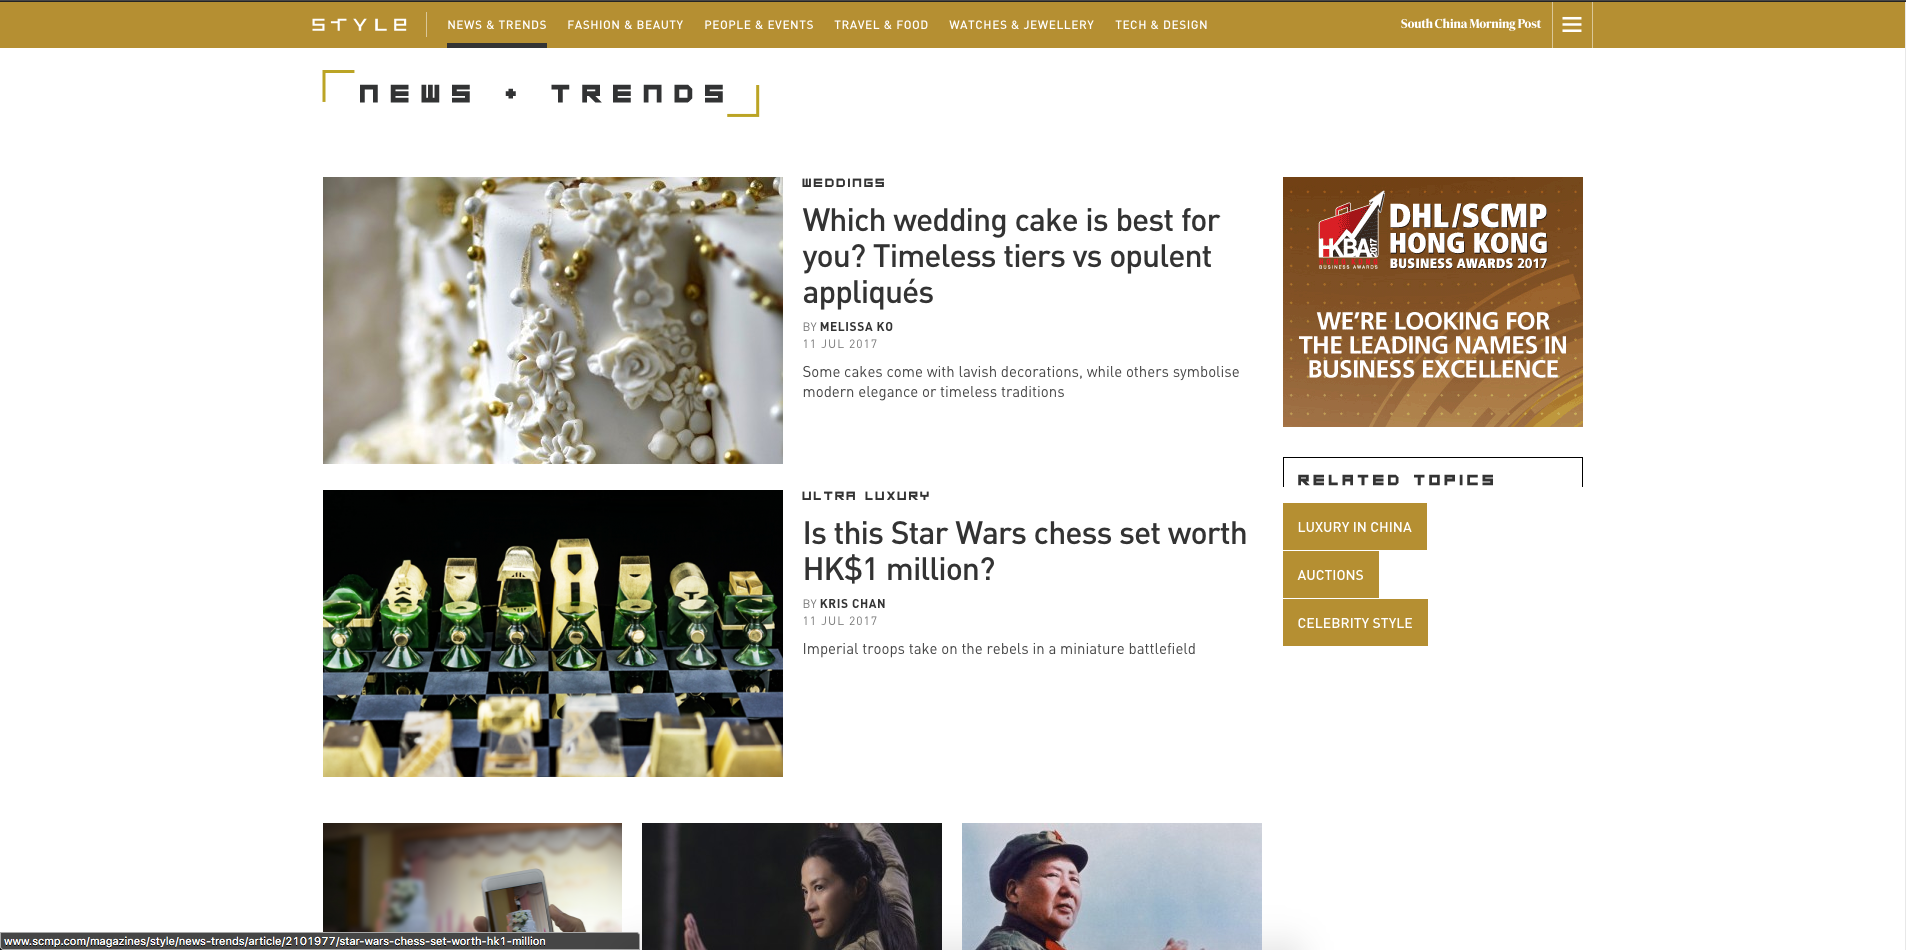 STYLE
NEWS & TRENDS
FASHION & BEAUTY
PEOPLE & EVENTS
TRAVEL & FOOD
WATCHES & JEWELLERY
TECH & DESIGN
South China Morning Post
NEWS + TRENDS
WEDDINGS
Which wedding cake is best for
you? Timeless tiers vs opulent
appliqués
BY MELISSA KO
11 JUL 2017
Some cakes come with lavish decorations, while others symbolise
modern elegance or timeless traditions
ULTRA LUXURY
Is this Star Wars chess set worth
HK$1 million?
BY KRIS CHAN
11 JUL 2017
Imperial troops take on the rebels in a miniature battlefield
HKBA 2017
BUSINESS AWARDS
DHL/SCMP
HONG KONG
BUSINESS AWARDS 2017
WE'RE LOOKING FOR
THE LEADING NAMES IN
BUSINESS EXCELLENCE
RELATED TOPICS
LUXURY IN CHINA
AUCTIONS
CELEBRITY STYLE
www.scmp.com/magazines/style/news-trends/article/2101977/star-wars-chess-set-worth-hk1-million